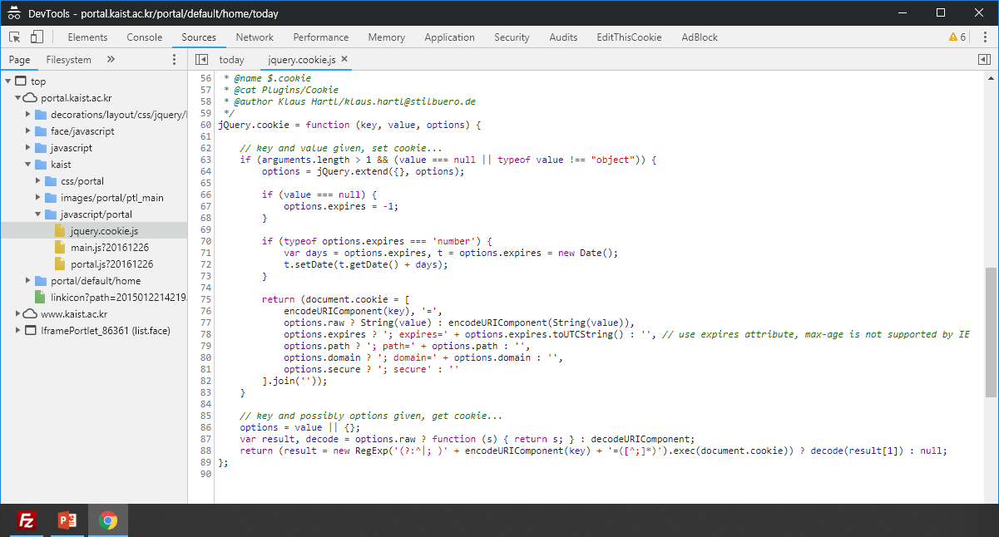 DevTools - portal.kaist.ac.kr/portal/default/home/today
Elements Console Sources Network Performance Memory Application Security Audits EditThisCookie AdBlock 6
Page Filesystem » today jquery.cookie.js ×
top
portal.kaist.ac.kr
decorations/layout/css/jquery/
face/javascript
javascript
kaist
css/portal
images/portal/ptl_main
javascript/portal
jquery.cookie.js
main.js?20161226
portal.js?20161226
portal/default/home
linkicon?path=2015012214219
www.kaist.ac.kr
IframePortlet_86361 (list.face)
56 * @name $.cookie
57 * @cat Plugins/Cookie
58 * @author Klaus Hartl/klaus.hartl@stilbuero.de
59 */
60 jQuery.cookie = function (key, value, options) {
61
62 // key and value given, set cookie...
63 if (arguments.length > 1 && (value === null || typeof value !== "object")) {
64 options = jQuery.extend({}, options);
65
66 if (value === null) {
67 options.expires = -1;
68 }
69
70 if (typeof options.expires === 'number') {
71 var days = options.expires, t = options.expires = new Date();
72 t.setDate(t.getDate() + days);
73 }
74
75 return (document.cookie = [
76 encodeURIComponent(key), '=',
77 options.raw ? String(value) : encodeURIComponent(String(value)),
78 options.expires ? '; expires=' + options.expires.toUTCString() : '', // use expires attribute, max-age is not supported by IE
79 options.path ? '; path=' + options.path : '',
80 options.domain ? '; domain=' + options.domain : '',
81 options.secure ? '; secure' : ''
82 ].join(''));
83 }
84
85 // key and possibly options given, get cookie...
86 options = value || {};
87 var result, decode = options.raw ? function (s) { return s; } : decodeURIComponent;
88 return (result = new RegExp('(?:^|; )' + encodeURIComponent(key) + '=([^;]*)').exec(document.cookie)) ? decode(result[1]) : null;
89 };
90